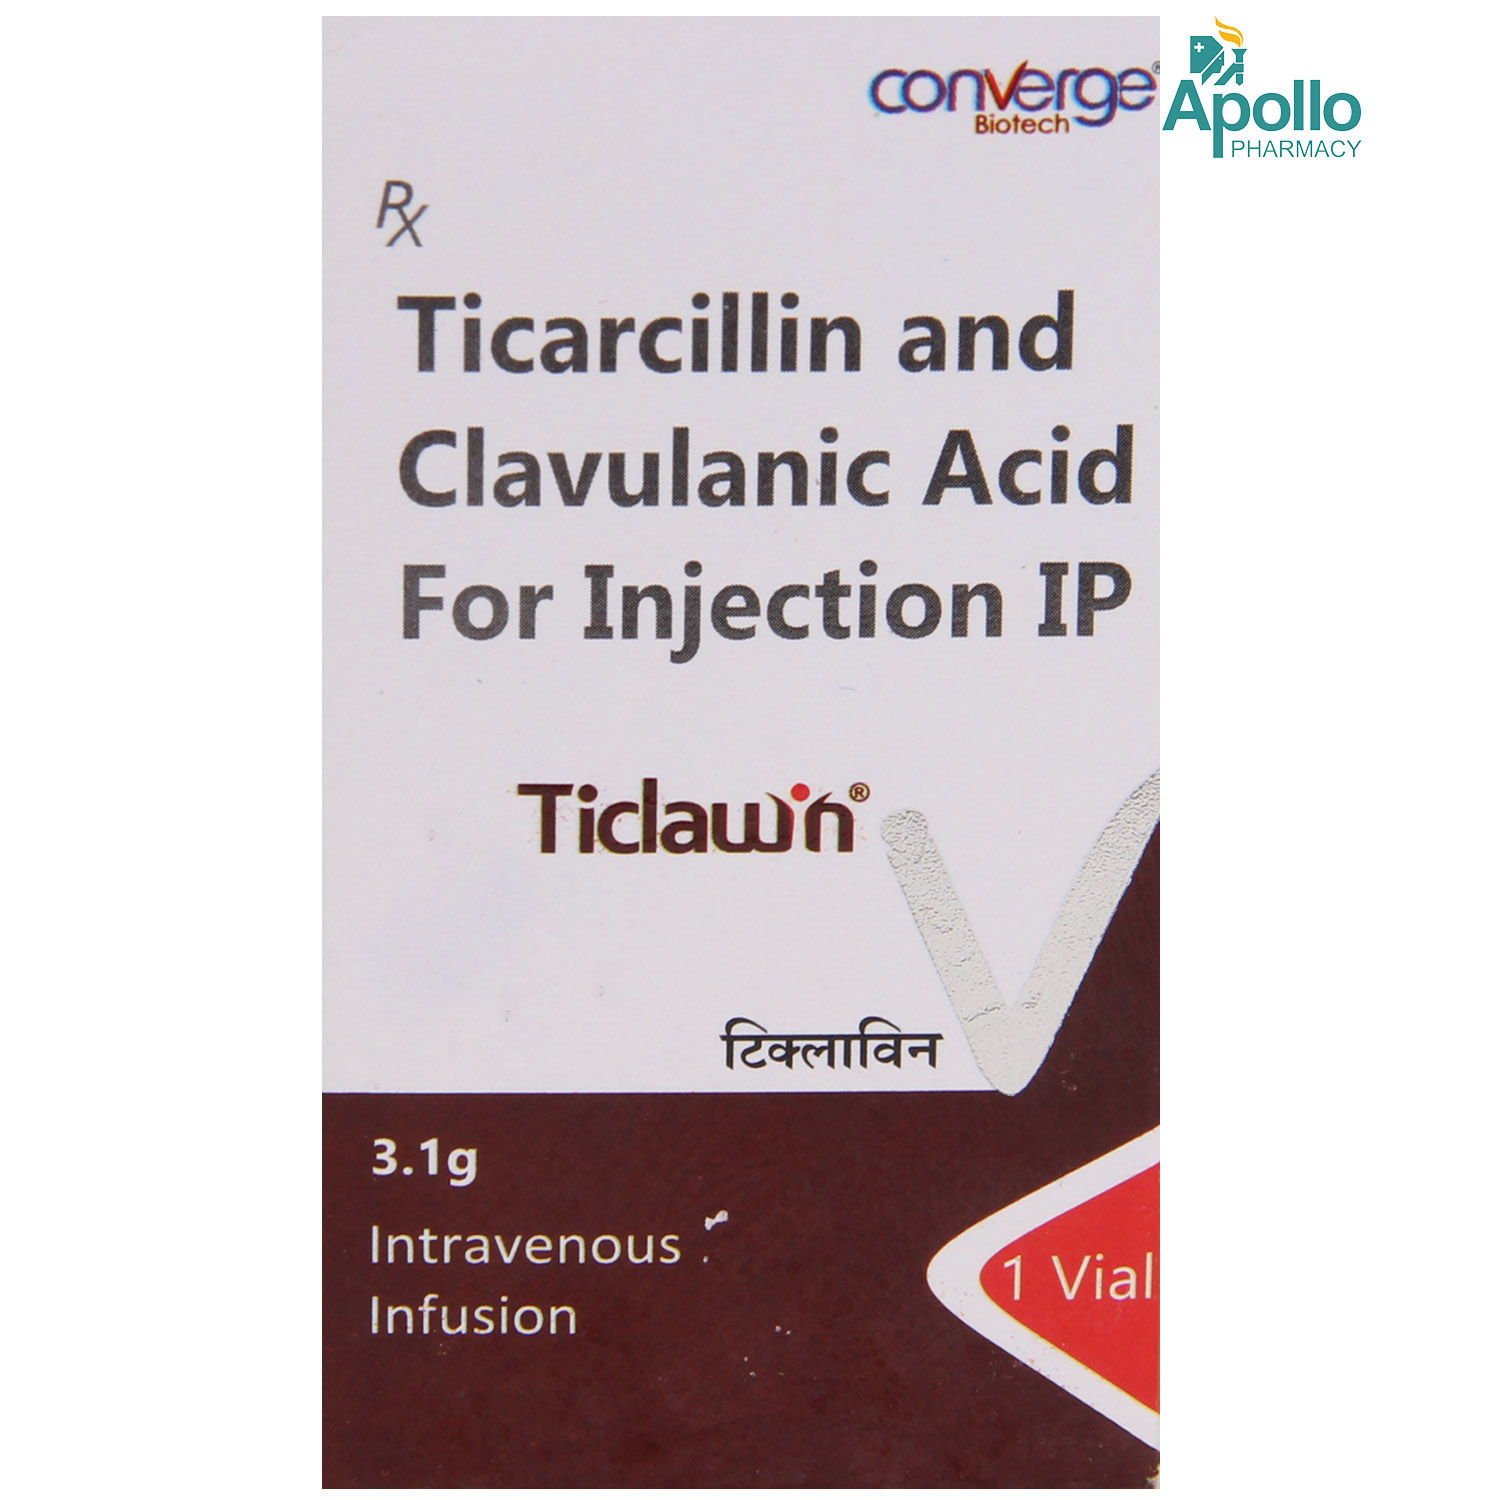 converge®
Biotech
Apollo
PHARMACY
Rx
Ticarcillin and
Clavulanic Acid
For Injection IP
Ticlawin®
टिक्लाविन
3.1g
Intravenous
Infusion
1 Vial